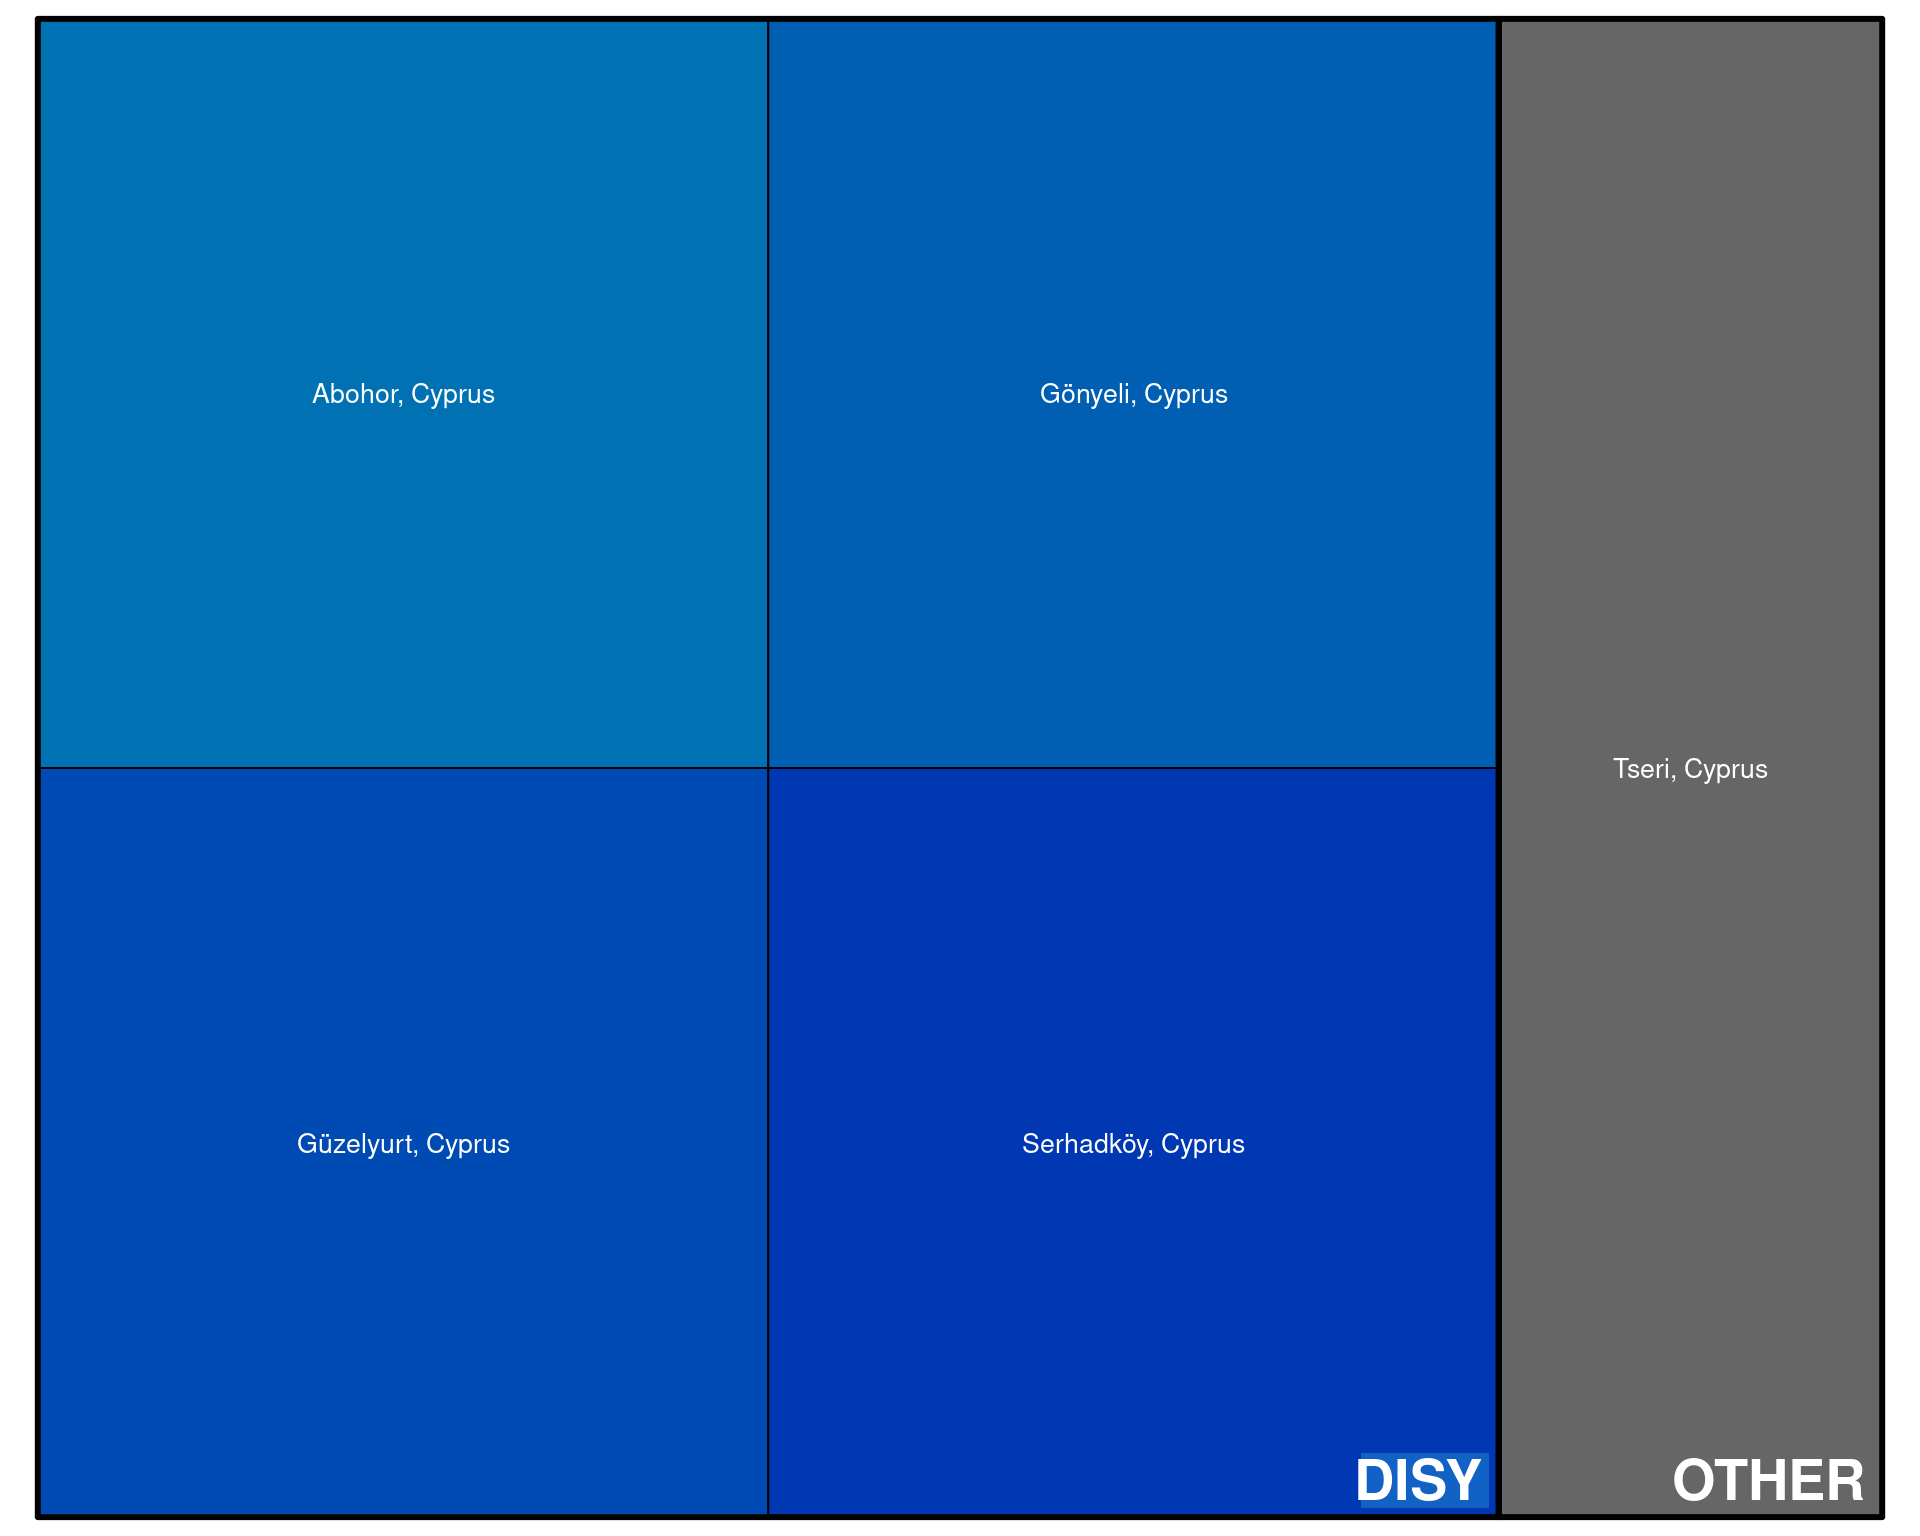 Abohor, Cyprus
Gönyeli, Cyprus
Tseri, Cyprus
Güzelyurt, Cyprus
Serhadköy, Cyprus
DISY
OTHER